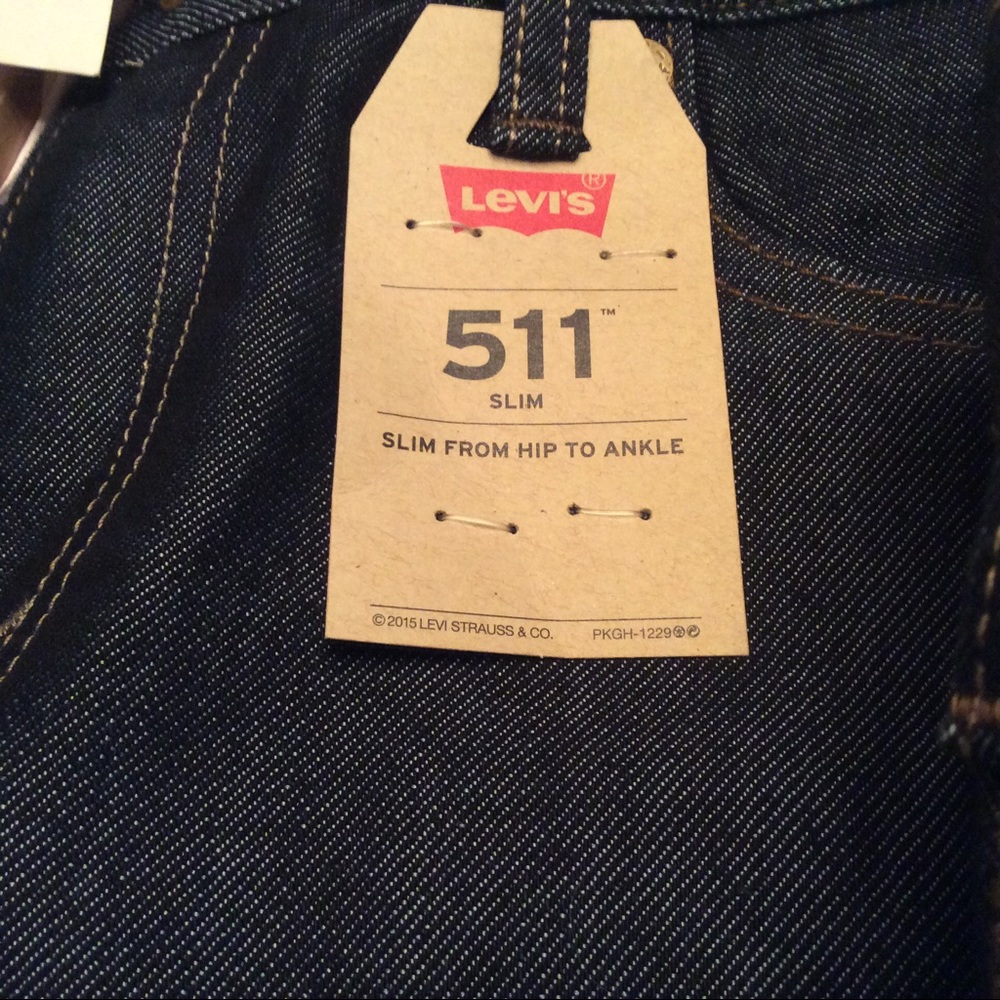 LEVI'S ®
511™
SLIM
SLIM FROM HIP TO ANKLE
© 2015 LEVI STRAUSS & CO. PKGH-1229